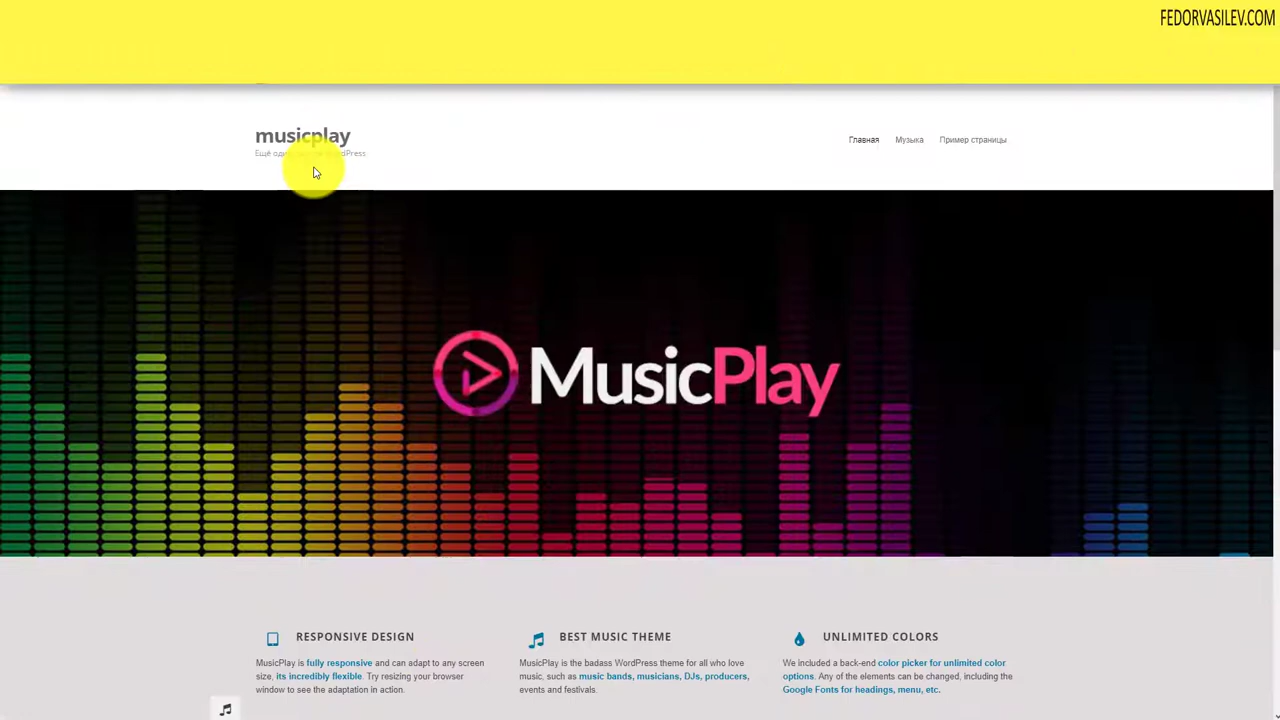 FEDORVASILEV.COM
musicplay
Главная
Музыка
Пример страницы
MusicPlay
RESPONSIVE DESIGN
MusicPlay is fully responsive and can adapt to any screen
size, its incredibly flexible. Try resizing your browser
window to see the adaptation in action.
BEST MUSIC THEME
MusicPlay is the badass WordPress theme for all who love
music, such as music bands, musicians, DJs, producers,
events and festivals.
UNLIMITED COLORS
We included a back-end color picker for unlimited color
options. Any of the elements can be changed, including the
Google Fonts for headings, menu, etc.